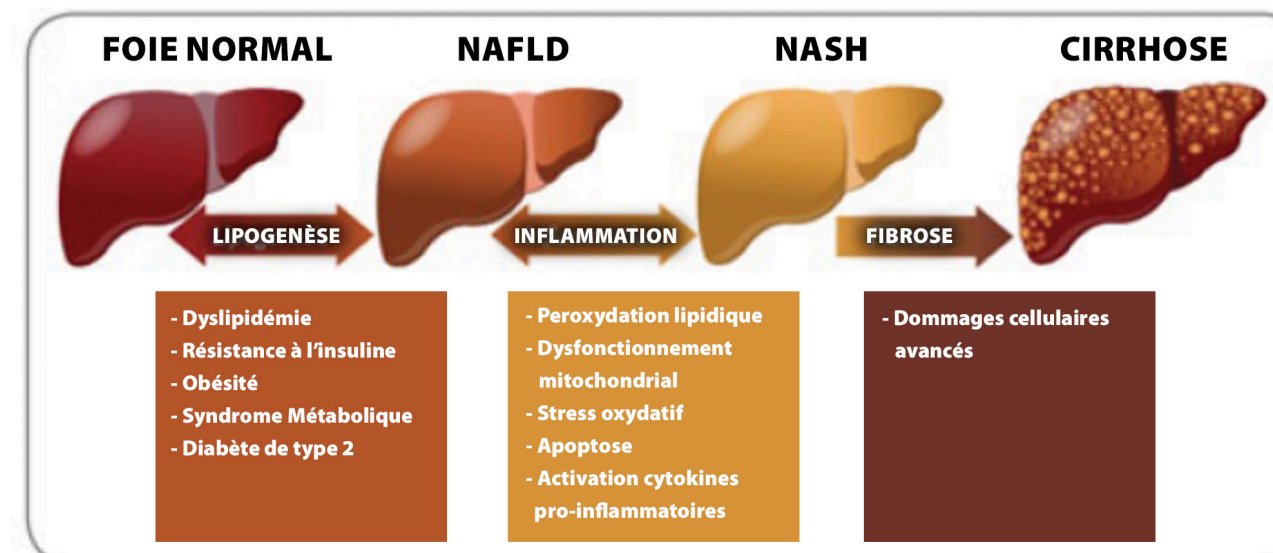 FOIE NORMAL
NAFLD
NASH
CIRRHOSE
LIPOGENÈSE
INFLAMMATION
FIBROSE
- Dyslipidémie
- Résistance à l'insuline
- Obésité
- Syndrome Métabolique
- Diabète de type 2
- Peroxydation lipidique
- Dysfonctionnement
mitochondrial
- Stress oxydatif
- Apoptose
- Activation cytokines
pro-inflammatoires
- Dommages cellulaires
avancés